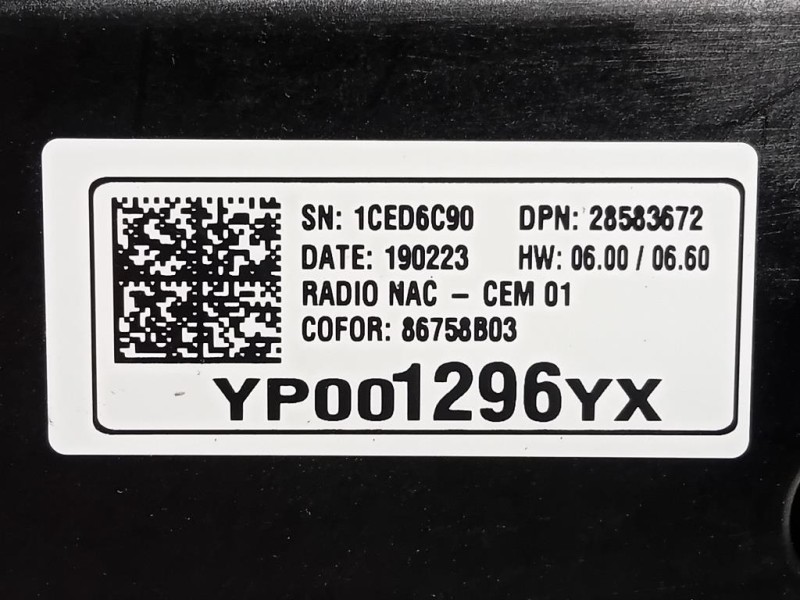 SN: 1CED6C90 DPN: 28583672
DATE: 190223 HW: 06.00 / 06.60
RADIO NAC - CEM 01
COFOR: 86758B03
YP001296YX